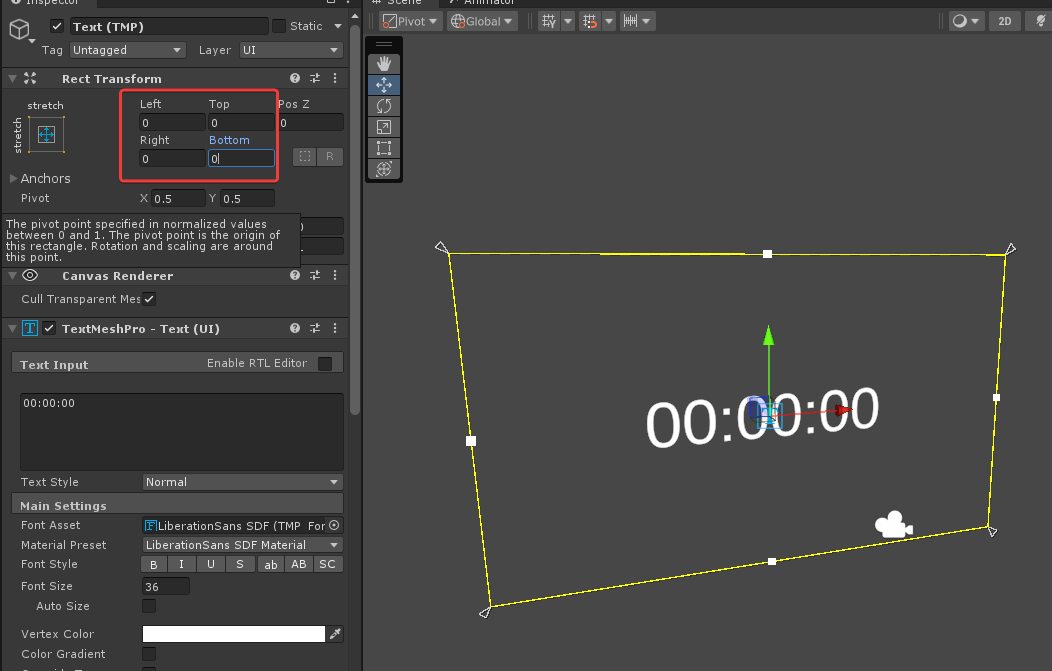 Inspector
Scene
Animator
Text (TMP)
Static
Pivot
Global
2D
Tag Untagged Layer UI
Rect Transform
stretch
stretch
Left Top Pos Z
0 0 0
Right Bottom
0 0 R
Anchors
Pivot X 0.5 Y 0.5
The pivot point specified in normalized values
between 0 and 1. The pivot point is the origin of
this rectangle. Rotation and scaling are around
this point.
Canvas Renderer
Cull Transparent Mes
TextMeshPro - Text (UI)
Text Input Enable RTL Editor
00:00:00
00:00:00
Text Style Normal
Main Settings
Font Asset LiberationSans SDF (TMP_For
Material Preset LiberationSans SDF Material
Font Style B I U S ab AB SC
Font Size 36
Auto Size
Vertex Color
Color Gradient